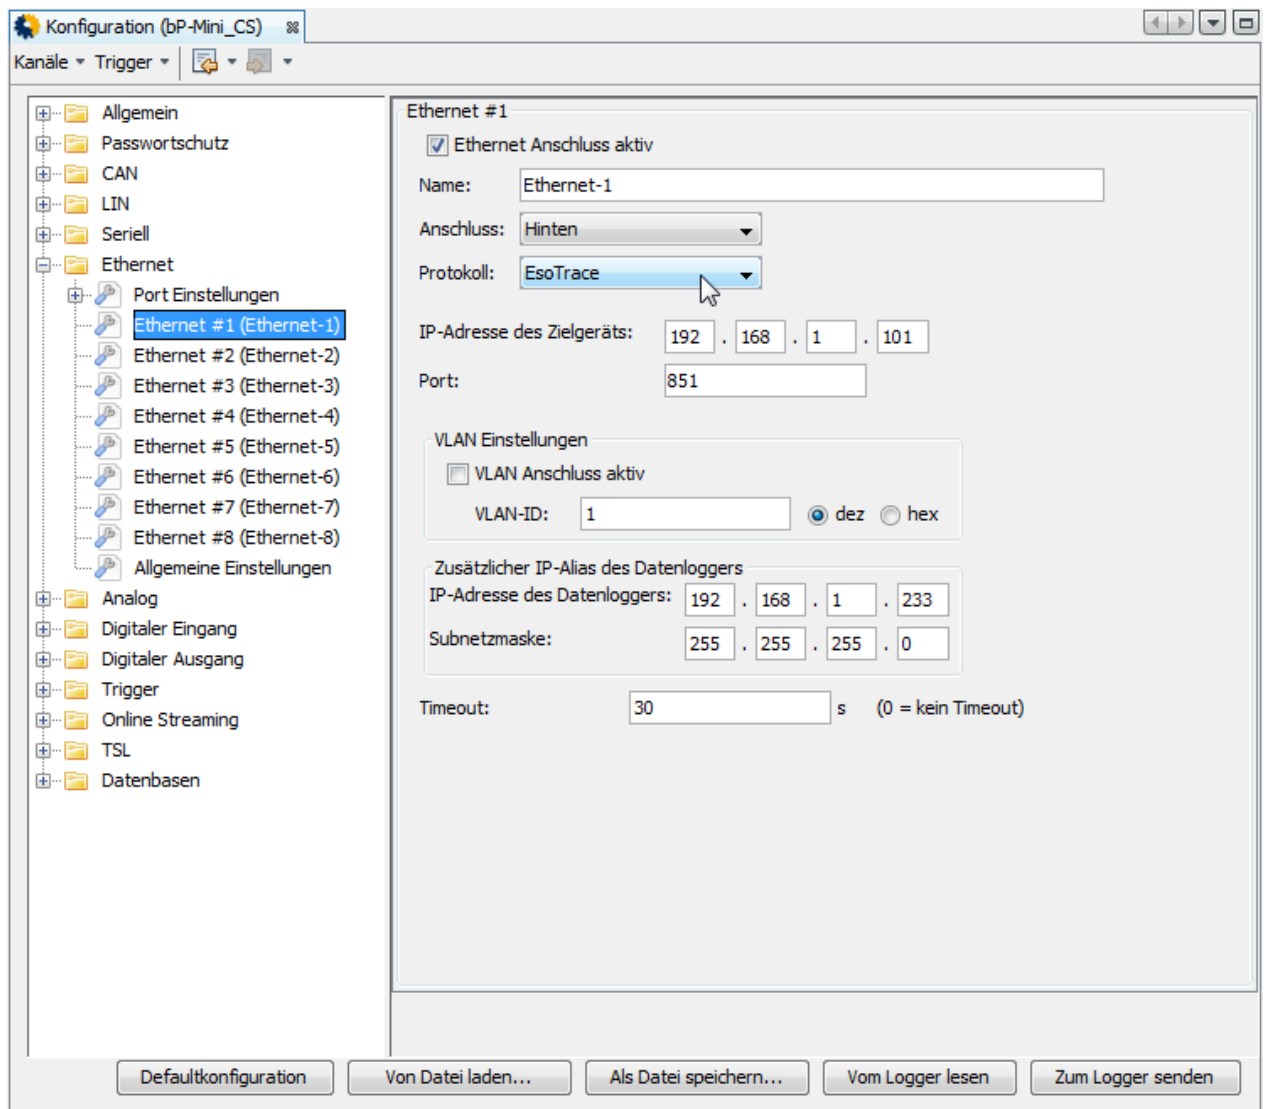 Konfiguration (bP-Mini_CS)
Kanäle Trigger
Allgemein
Passwortschutz
CAN
LIN
Seriell
Ethernet
Port Einstellungen
Ethernet #1 (Ethernet-1)
Ethernet #2 (Ethernet-2)
Ethernet #3 (Ethernet-3)
Ethernet #4 (Ethernet-4)
Ethernet #5 (Ethernet-5)
Ethernet #6 (Ethernet-6)
Ethernet #7 (Ethernet-7)
Ethernet #8 (Ethernet-8)
Allgemeine Einstellungen
Analog
Digitaler Eingang
Digitaler Ausgang
Trigger
Online Streaming
TSL
Datenbasen
Ethernet #1
Ethernet Anschluss aktiv
Name: Ethernet-1
Anschluss: Hinten
Protokoll: EsoTrace
IP-Adresse des Zielgeräts: 192 . 168 . 1 . 101
Port: 851
VLAN Einstellungen
VLAN Anschluss aktiv
VLAN-ID: 1 dez hex
Zusätzlicher IP-Alias des Datenloggers
IP-Adresse des Datenloggers: 192 . 168 . 1 . 233
Subnetzmaske: 255 . 255 . 255 . 0
Timeout: 30 s (0 = kein Timeout)
Defaultkonfiguration Von Datei laden... Als Datei speichern... Vom Logger lesen Zum Logger senden